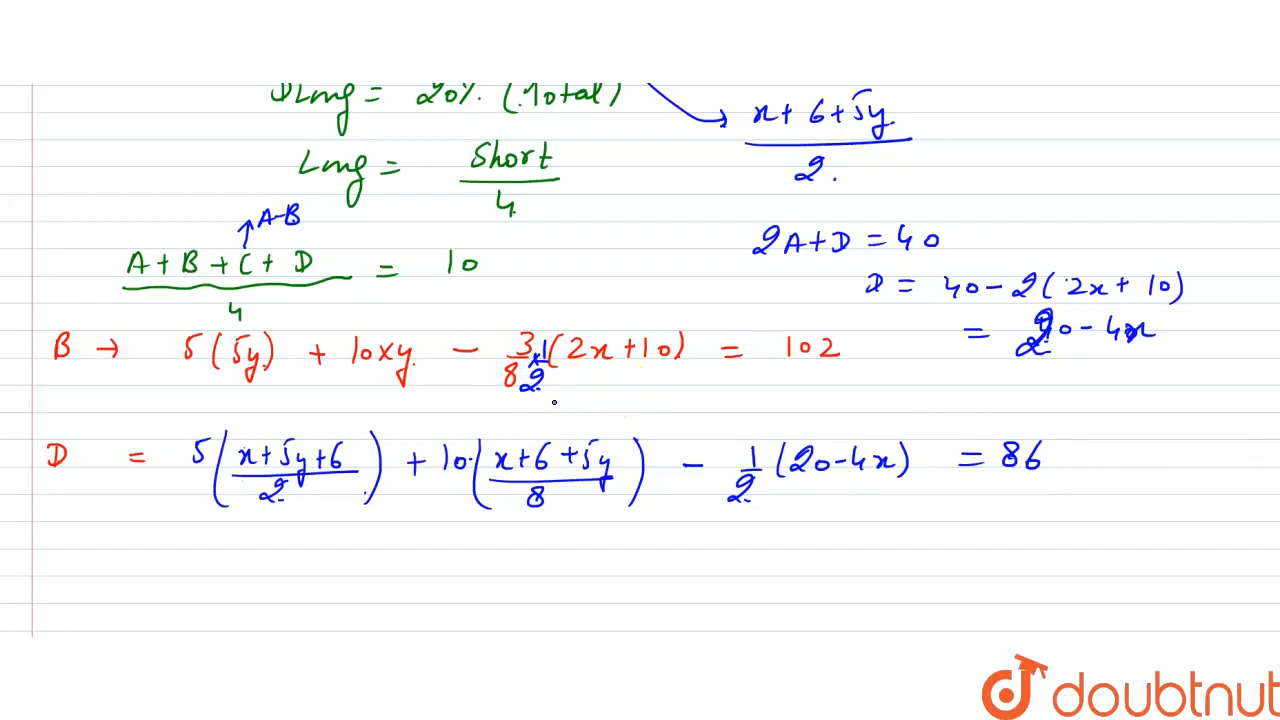 Long = 20%. (Total)
x + 6 + 5y / 2.
Long = Short / 4
A-B
A + B + C + D / 4 = 10
2A + D = 40
D = 40 - 2(2x + 10)
= 20 - 4x
B → 5(5y) + 10xy - 3/8 x 1/2 (2x + 10) = 102
D = 5(x + 5y + 6 / 2) + 10.(x + 6 + 5y / 8) - 1/2 (20 - 4x) = 86
doubtnut